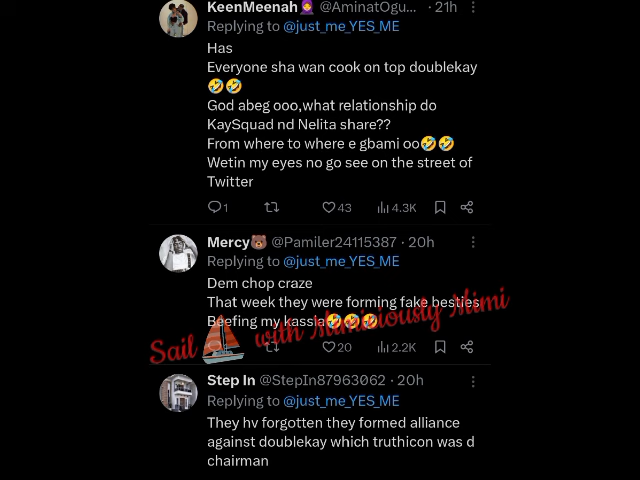 KeenMeenah @AminatOgu... · 21h
Replying to @just_me_YES_ME
Has
Everyone sha wan cook on top doublekay
🤣🤣
God abeg ooo,what relationship do
KaySquad nd Nelita share??
From where to where e gbami oo🤣🤣
Wetin my eyes no go see on the street of
Twitter
1 43 4.3K
Mercy🐻 @Pamiler24115387 · 20h
Replying to @just_me_YES_ME
Dem chop craze
That week they were forming fake besties
Beefing my kassia🤣🤣🤣
Sail ⛵ with Mimiciously Mimi
20 2.2K
Step In @StepIn87963062 · 20h
Replying to @just_me_YES_ME
They hv forgotten they formed alliance
against doublekay which truthicon was d
chairman